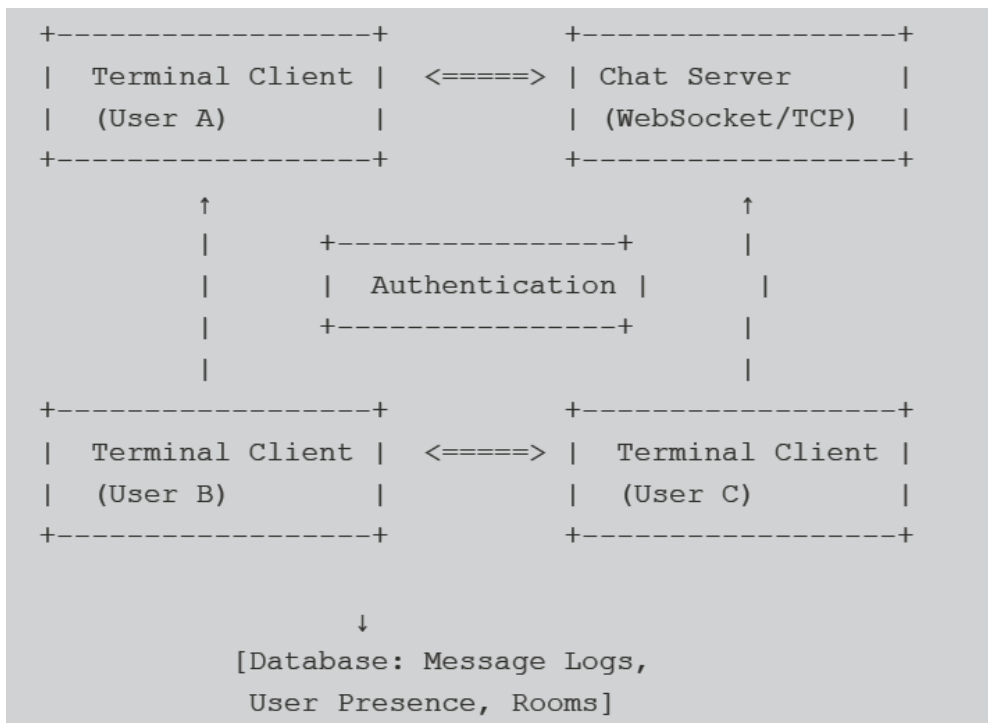 +------------------+          +------------------+
|   Terminal Client |  <=====> | Chat Server       |
|   (User A)         |          | (WebSocket/TCP)   |
+------------------+          +------------------+
         ↑                              ↑
         |      +----------------+      |
         |      |  Authentication |      |
         |      +----------------+      |
         |                              |
+------------------+          +------------------+
|   Terminal Client |  <=====> |   Terminal Client |
|   (User B)         |          |   (User C)         |
+------------------+          +------------------+
                  ↓
           [Database: Message Logs,
            User Presence, Rooms]